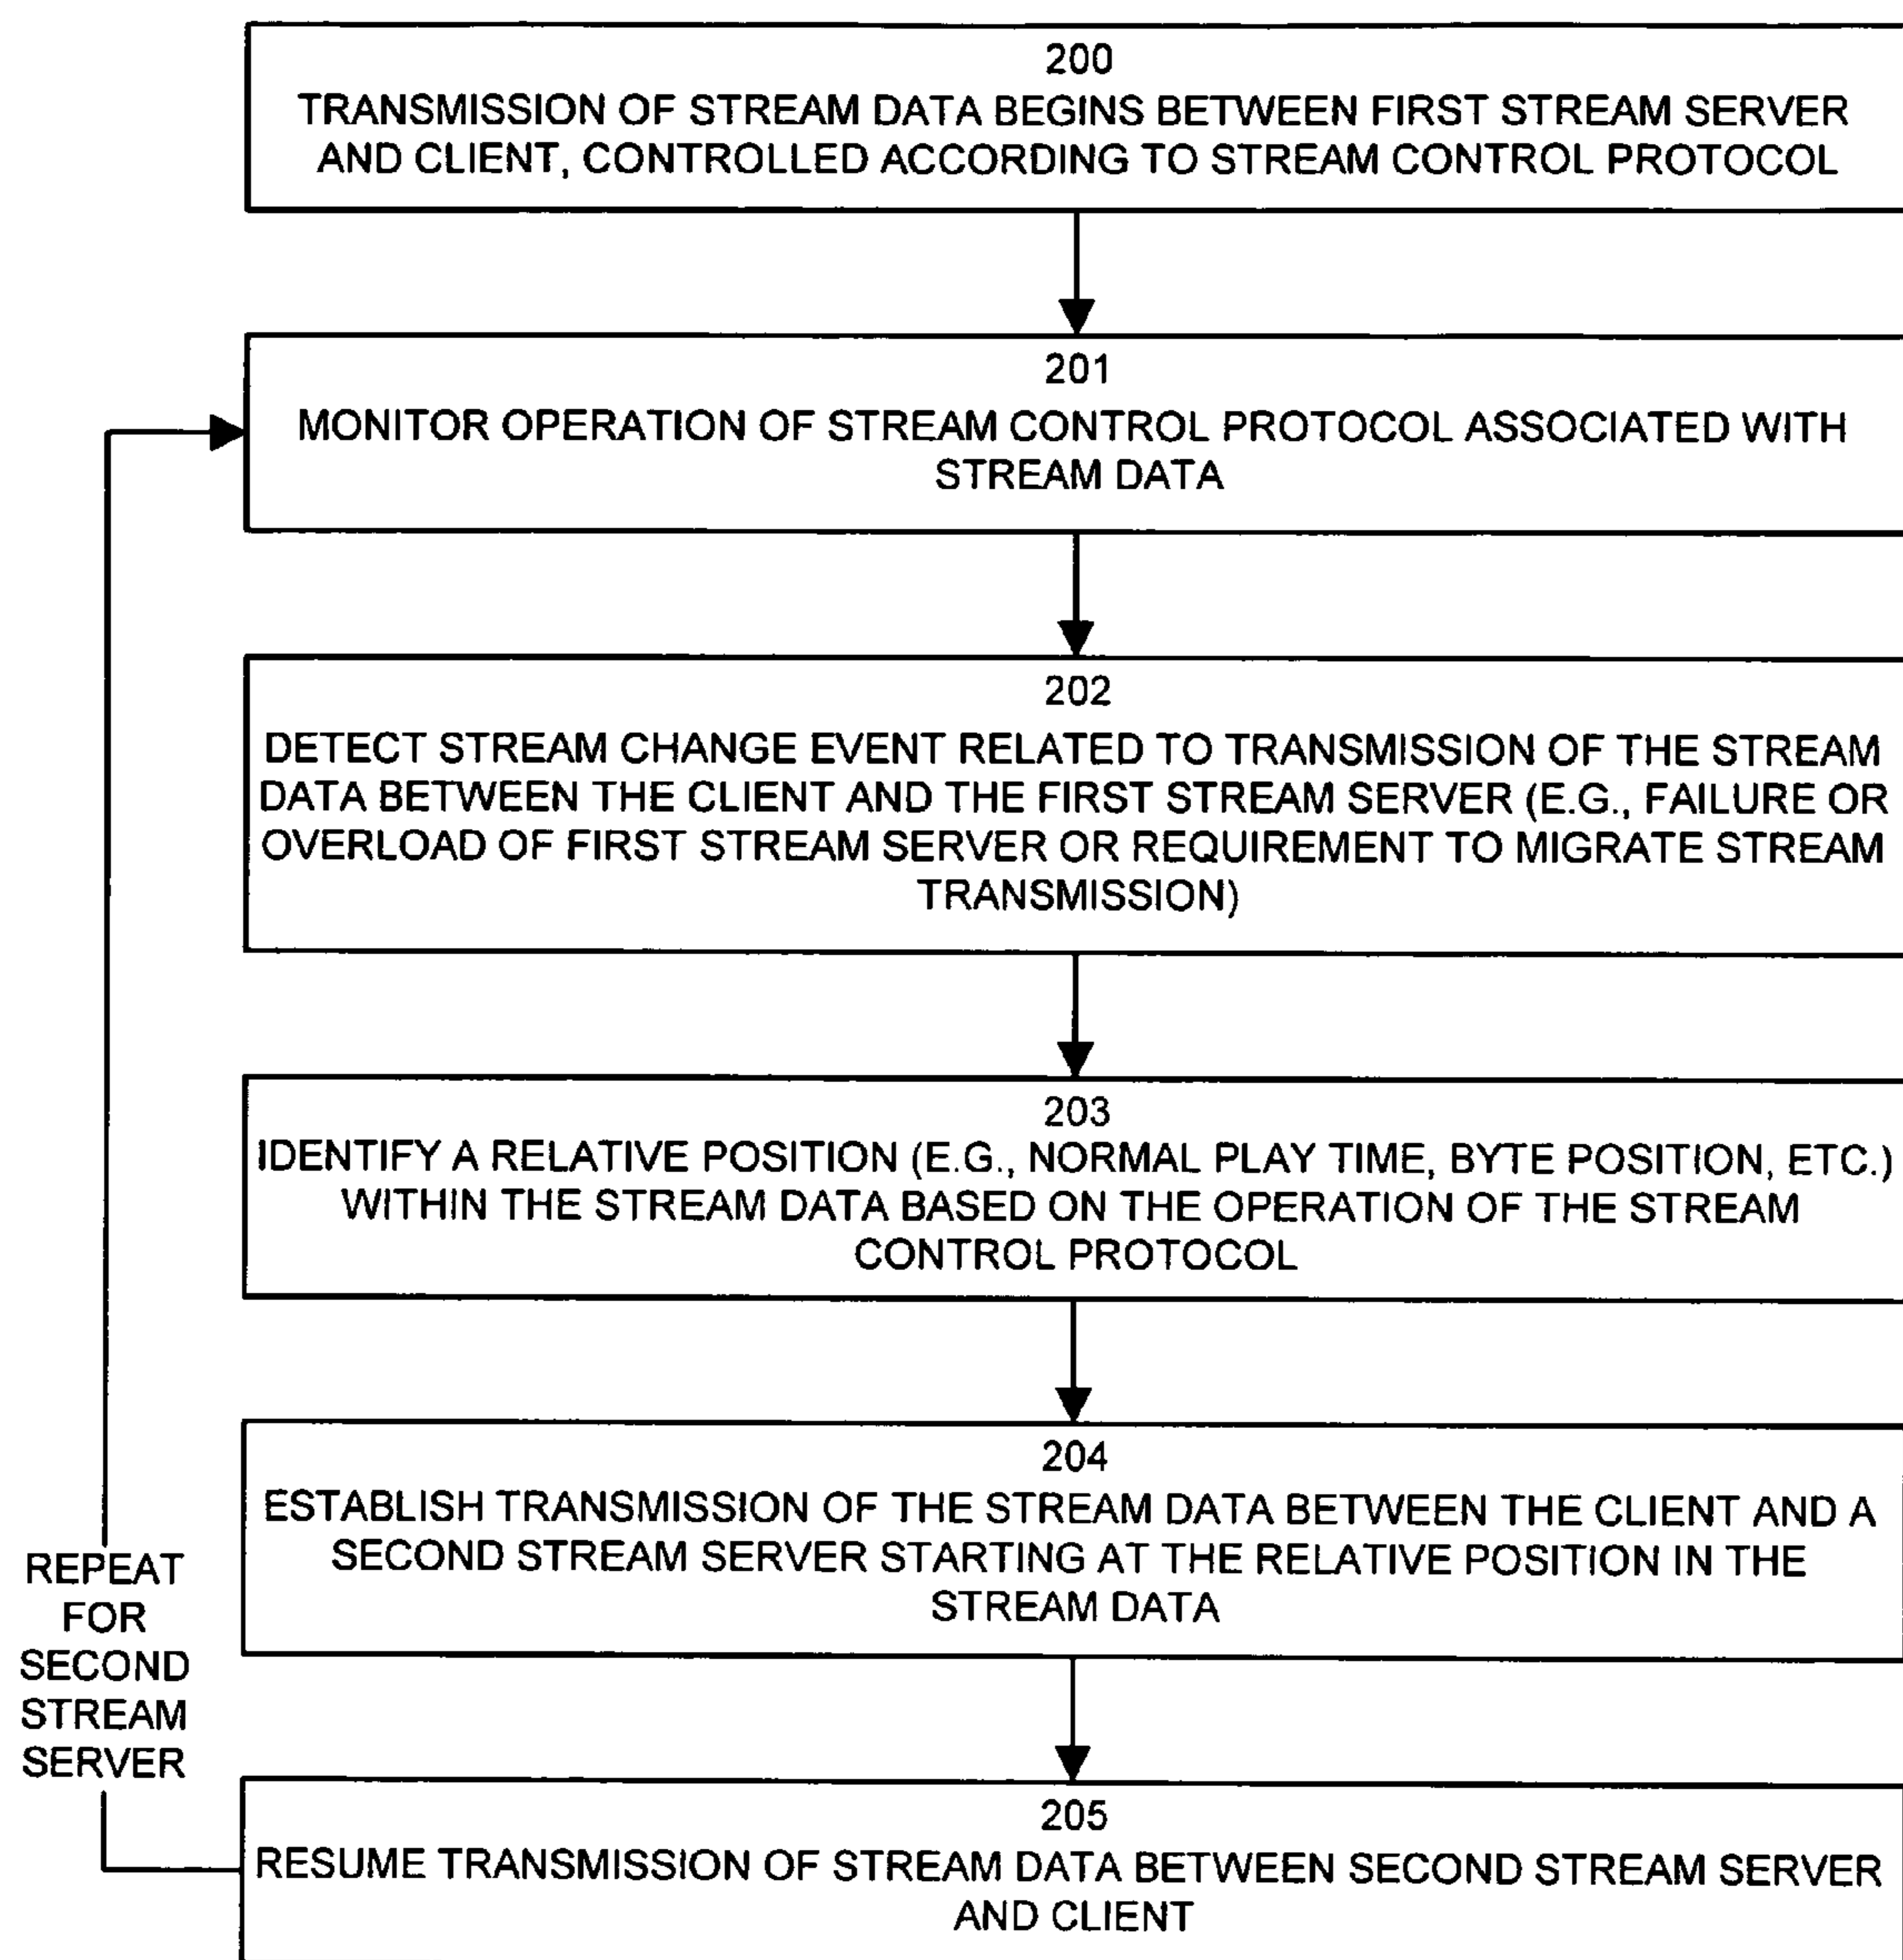 200
TRANSMISSION OF STREAM DATA BEGINS BETWEEN FIRST STREAM SERVER
AND CLIENT, CONTROLLED ACCORDING TO STREAM CONTROL PROTOCOL
201
MONITOR OPERATION OF STREAM CONTROL PROTOCOL ASSOCIATED WITH
STREAM DATA
202
DETECT STREAM CHANGE EVENT RELATED TO TRANSMISSION OF THE STREAM
DATA BETWEEN THE CLIENT AND THE FIRST STREAM SERVER (E.G., FAILURE OR
OVERLOAD OF FIRST STREAM SERVER OR REQUIREMENT TO MIGRATE STREAM
TRANSMISSION)
203
IDENTIFY A RELATIVE POSITION (E.G., NORMAL PLAY TIME, BYTE POSITION, ETC.)
WITHIN THE STREAM DATA BASED ON THE OPERATION OF THE STREAM
CONTROL PROTOCOL
204
ESTABLISH TRANSMISSION OF THE STREAM DATA BETWEEN THE CLIENT AND A
SECOND STREAM SERVER STARTING AT THE RELATIVE POSITION IN THE
STREAM DATA
REPEAT
FOR
SECOND
STREAM
SERVER
205
RESUME TRANSMISSION OF STREAM DATA BETWEEN SECOND STREAM SERVER
AND CLIENT